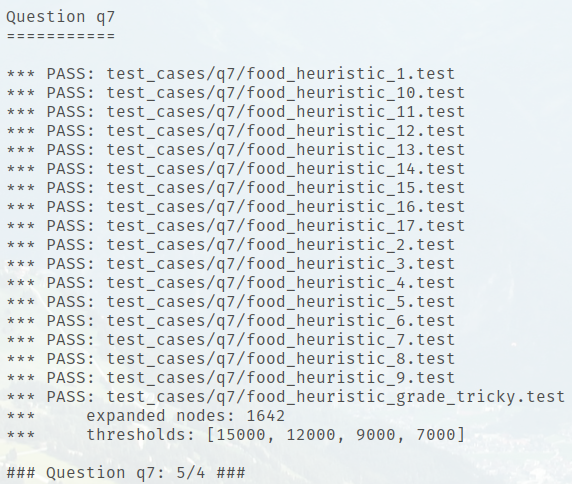 Question q7
===========
*** PASS: test_cases/q7/food_heuristic_1.test
*** PASS: test_cases/q7/food_heuristic_10.test
*** PASS: test_cases/q7/food_heuristic_11.test
*** PASS: test_cases/q7/food_heuristic_12.test
*** PASS: test_cases/q7/food_heuristic_13.test
*** PASS: test_cases/q7/food_heuristic_14.test
*** PASS: test_cases/q7/food_heuristic_15.test
*** PASS: test_cases/q7/food_heuristic_16.test
*** PASS: test_cases/q7/food_heuristic_17.test
*** PASS: test_cases/q7/food_heuristic_2.test
*** PASS: test_cases/q7/food_heuristic_3.test
*** PASS: test_cases/q7/food_heuristic_4.test
*** PASS: test_cases/q7/food_heuristic_5.test
*** PASS: test_cases/q7/food_heuristic_6.test
*** PASS: test_cases/q7/food_heuristic_7.test
*** PASS: test_cases/q7/food_heuristic_8.test
*** PASS: test_cases/q7/food_heuristic_9.test
*** PASS: test_cases/q7/food_heuristic_grade_tricky.test
***     expanded nodes: 1642
***     thresholds: [15000, 12000, 9000, 7000]
### Question q7: 5/4 ###